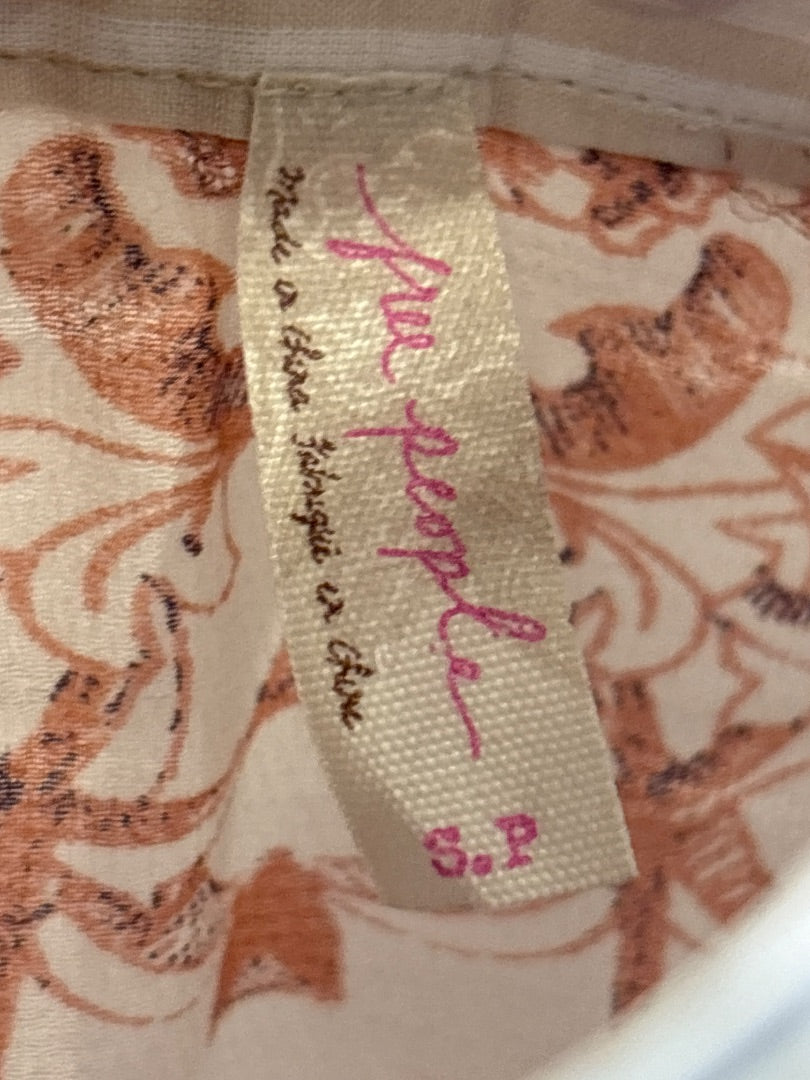 free people
P
S
Made in China Fabriqué en Chine